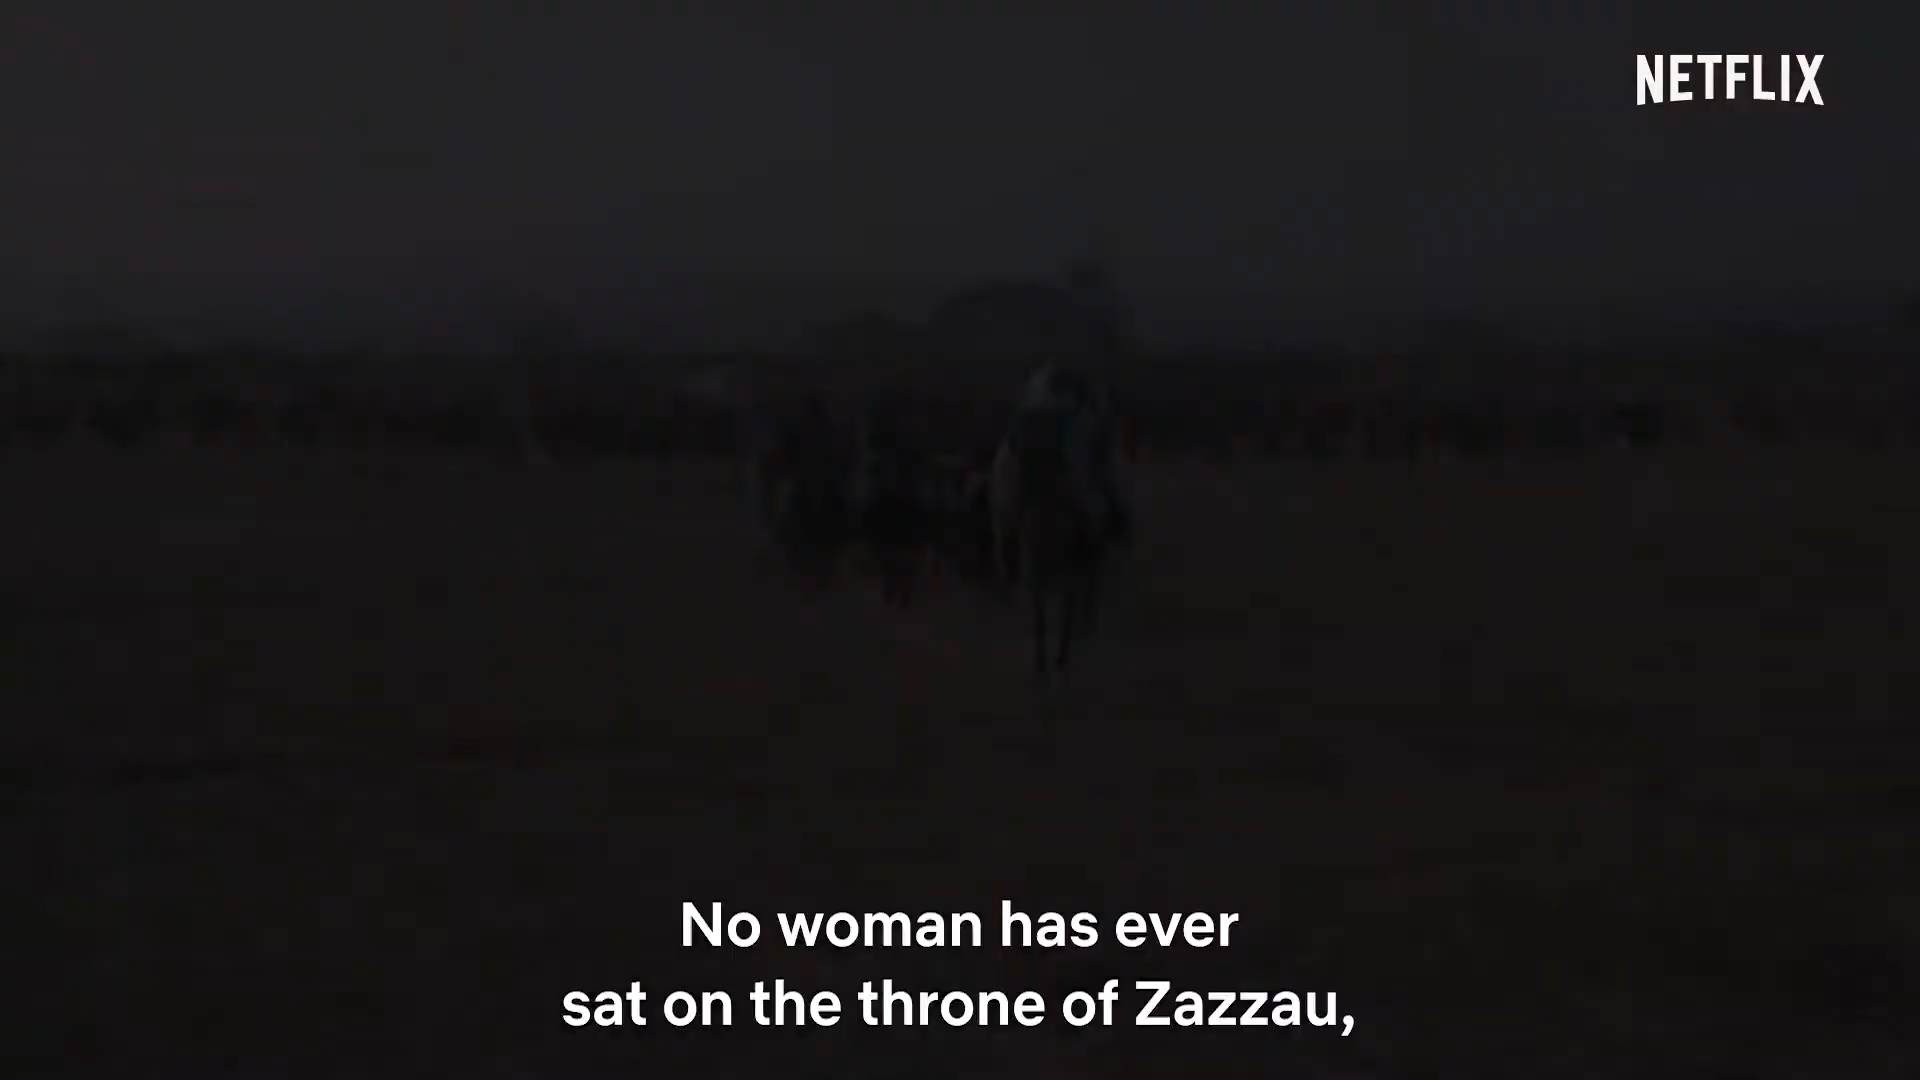 NETFLIX
No woman has ever
sat on the throne of Zazzau,